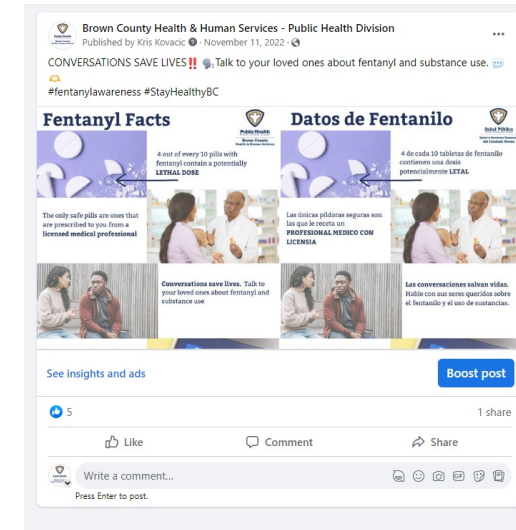 Brown County Health & Human Services - Public Health Division
Published by Kris Kovacic · November 11, 2022 ·
CONVERSATIONS SAVE LIVES‼️ 🗣️Talk to your loved ones about fentanyl and substance use. 💬
🫶
#fentanylawareness #StayHealthyBC
Fentanyl Facts
Public Health
Brown County
Health & Human Services
4 out of every 10 pills with
fentanyl contain a potentially
LETHAL DOSE
The only safe pills are ones that
are prescribed to you from a
licensed medical professional
Conversations save lives. Talk to
your loved ones about fentanyl and
substance use
Datos de Fentanilo
Salud Pública
4 de cada 10 tabletas de fentanilo
contienen una dosis
potencialmente LETAL
Las únicas píldoras seguras son
las que le receta un
PROFESIONAL MEDICO CON
LICENSIA
Las conversaciones salvan vidas.
Hable con sus seres queridos sobre
el fentanilo y el uso de sustancias.
See insights and ads
Boost post
5
1 share
Like
Comment
Share
Write a comment...
GIF
Press Enter to post.